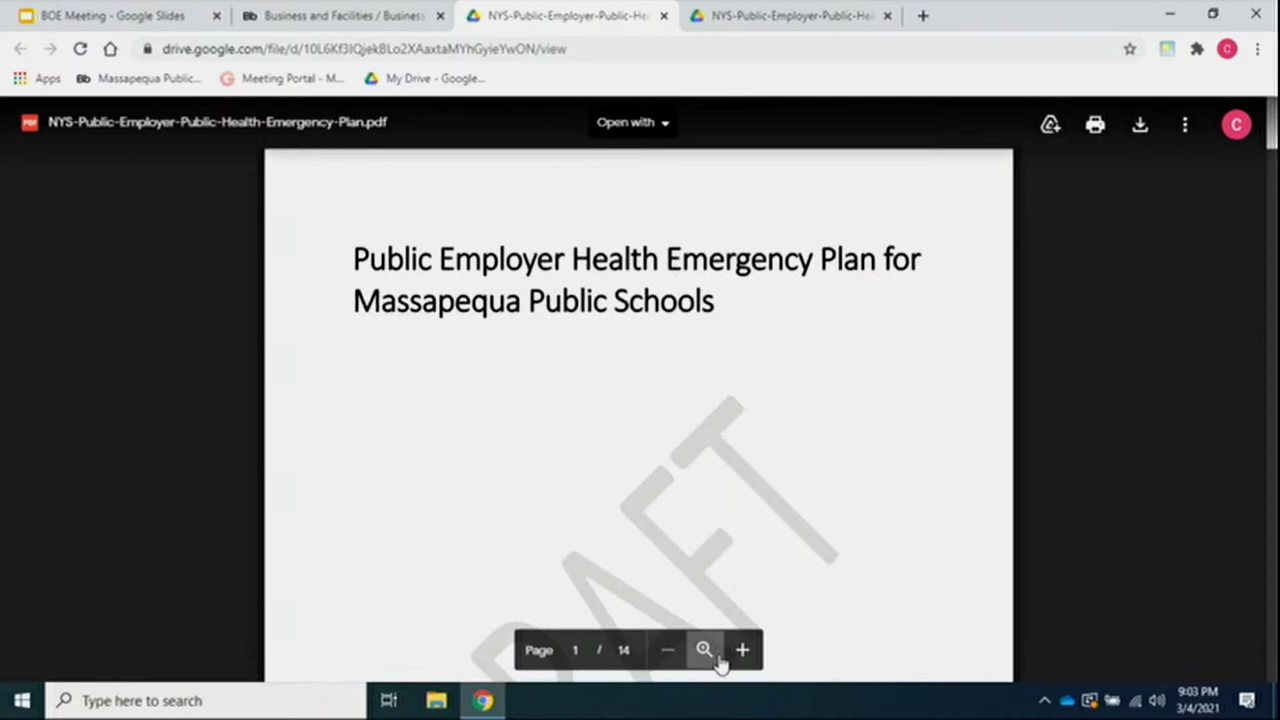 BOE Meeting - Google Slides
Business and Facilities / Business
NYS-Public-Employer-Public-He
NYS-Public-Employer-Public-He
drive.google.com/file/d/10L6Kf3IQjekBLo2XAaxtaMYhGyieYwON/view
Apps
Bb Massapequa Public...
G Meeting Portal - M...
My Drive - Google...
PDF NYS-Public-Employer-Public-Health-Emergency-Plan.pdf
Open with
C
Public Employer Health Emergency Plan for
Massapequa Public Schools
DRAFT
Page 1 / 14
Type here to search
9:03 PM
3/4/2021